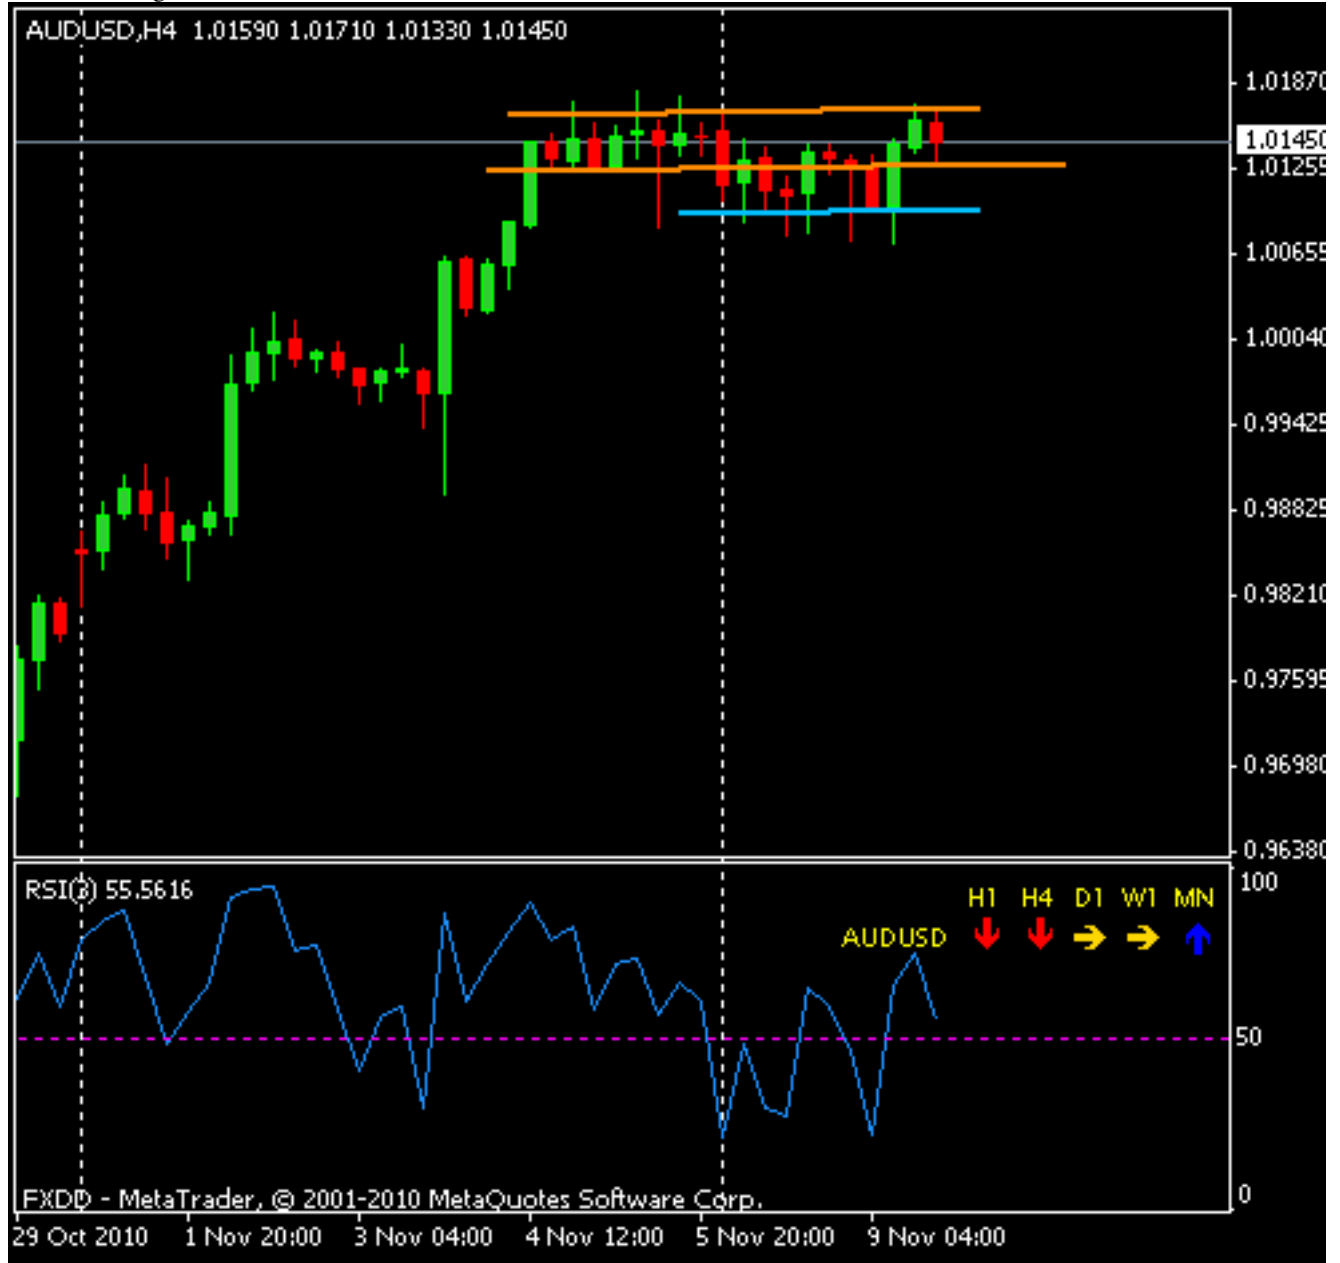 AUDUSD,H4 1.01590 1.01710 1.01330 1.01450
1.01870
1.01450
1.01255
1.00655
1.00040
0.99425
0.98825
0.98210
0.97595
0.96980
0.96380
RSI(3) 55.5616
100
H1 H4 D1 W1 MN
AUDUSD
50
FXDD - MetaTrader, © 2001-2010 MetaQuotes Software Corp.
0
29 Oct 2010 1 Nov 20:00 3 Nov 04:00 4 Nov 12:00 5 Nov 20:00 9 Nov 04:00